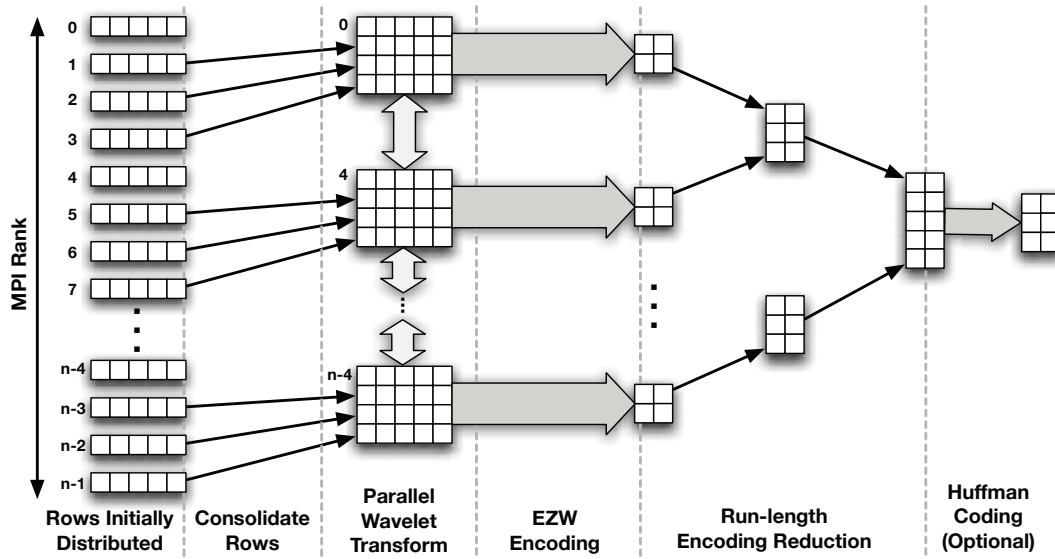 MPI Rank
0
1
2
3
4
5
6
7
n-4
n-3
n-2
n-1
0
4
n-4
Rows Initially
Distributed
Consolidate
Rows
Parallel
Wavelet
Transform
EZW
Encoding
Run-length
Encoding Reduction
Huffman
Coding
(Optional)